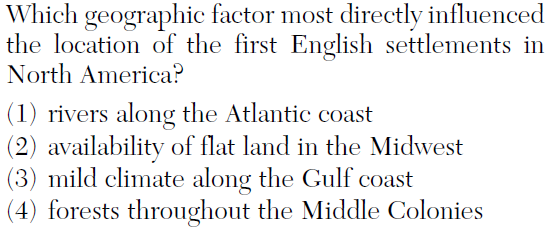 Which geographic factor most directly influenced
the location of the first English settlements in
North America?
(1) rivers along the Atlantic coast
(2) availability of flat land in the Midwest
(3) mild climate along the Gulf coast
(4) forests throughout the Middle Colonies